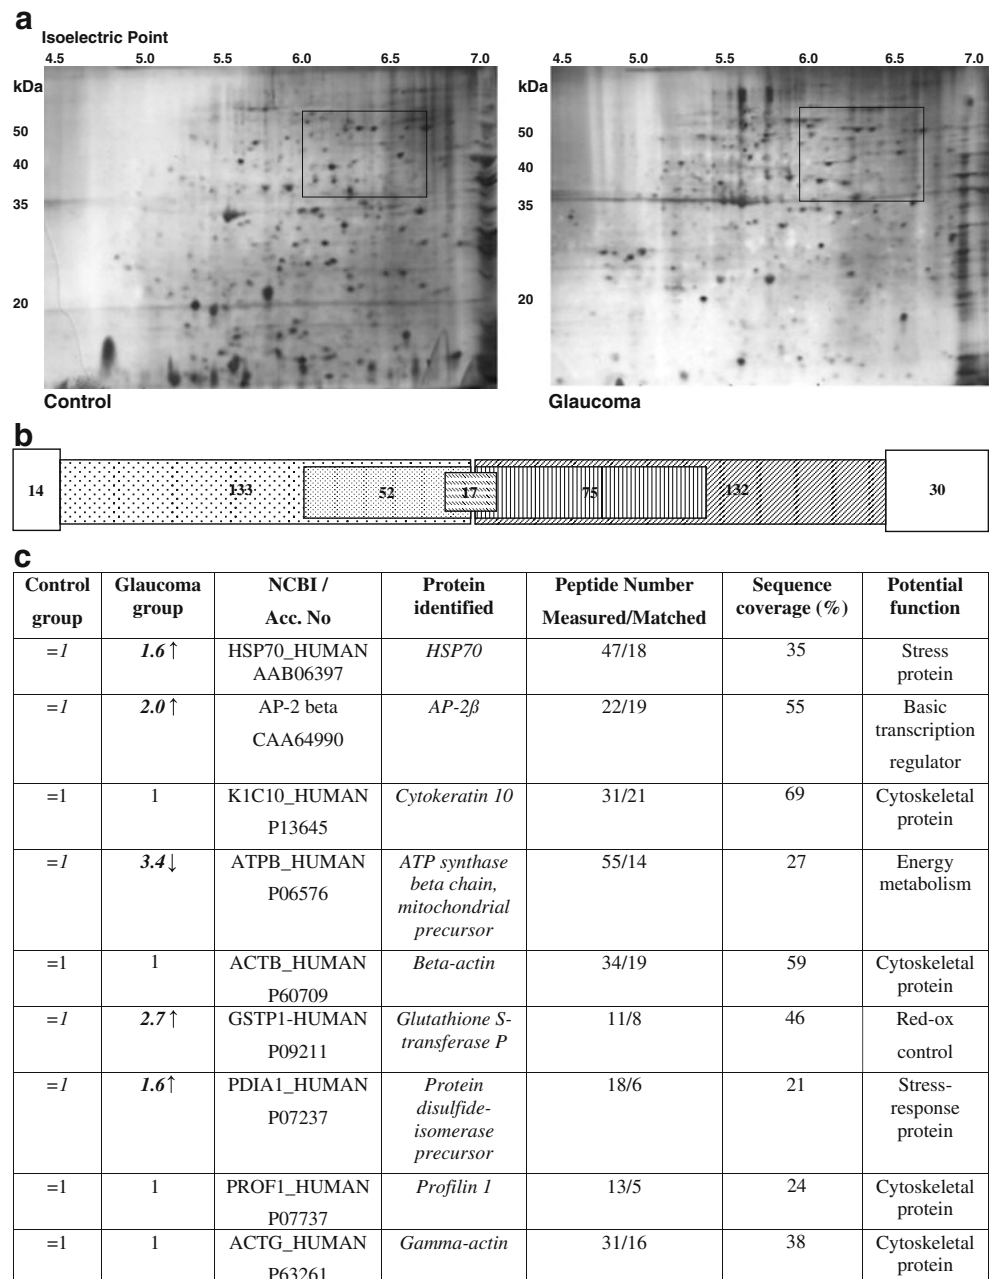 a
Isoelectric Point
4.5 5.0 5.5 6.0 6.5 7.0
4.5 5.0 5.5 6.0 6.5 7.0
kDa
50
40
35
20
kDa
50
40
35
20
Control
Glaucoma
b
14 133 52 17 75 132 30
c
Control group
Glaucoma group
NCBI / Acc. No
Protein identified
Peptide Number Measured/Matched
Sequence coverage (%)
Potential function
=1 1.6↑ HSP70_HUMAN HSP70 47/18 35 Stress
AAB06397 protein
=1 2.0↑ AP-2 beta AP-2ß 22/19 55 Basic
CAA64990 transcription
regulator
=1 1 K1C10_HUMAN Cytokeratin 10 31/21 69 Cytoskeletal
P13645 protein
=1 3.4↓ ATPB_HUMAN ATP synthase 55/14 27 Energy
P06576 beta chain, metabolism
mitochondrial
precursor
=1 1 ACTB_HUMAN Beta-actin 34/19 59 Cytoskeletal
P60709 protein
=1 2.7↑ GSTP1-HUMAN Glutathione S- 11/8 46 Red-ox
P09211 transferase P control
=1 1.6↑ PDIA1_HUMAN Protein 18/6 21 Stress-
P07237 disulfide- response
isomerase protein
precursor
=1 1 PROF1_HUMAN Profilin 1 13/5 24 Cytoskeletal
P07737 protein
=1 1 ACTG_HUMAN Gamma-actin 31/16 38 Cytoskeletal
P63261 protein